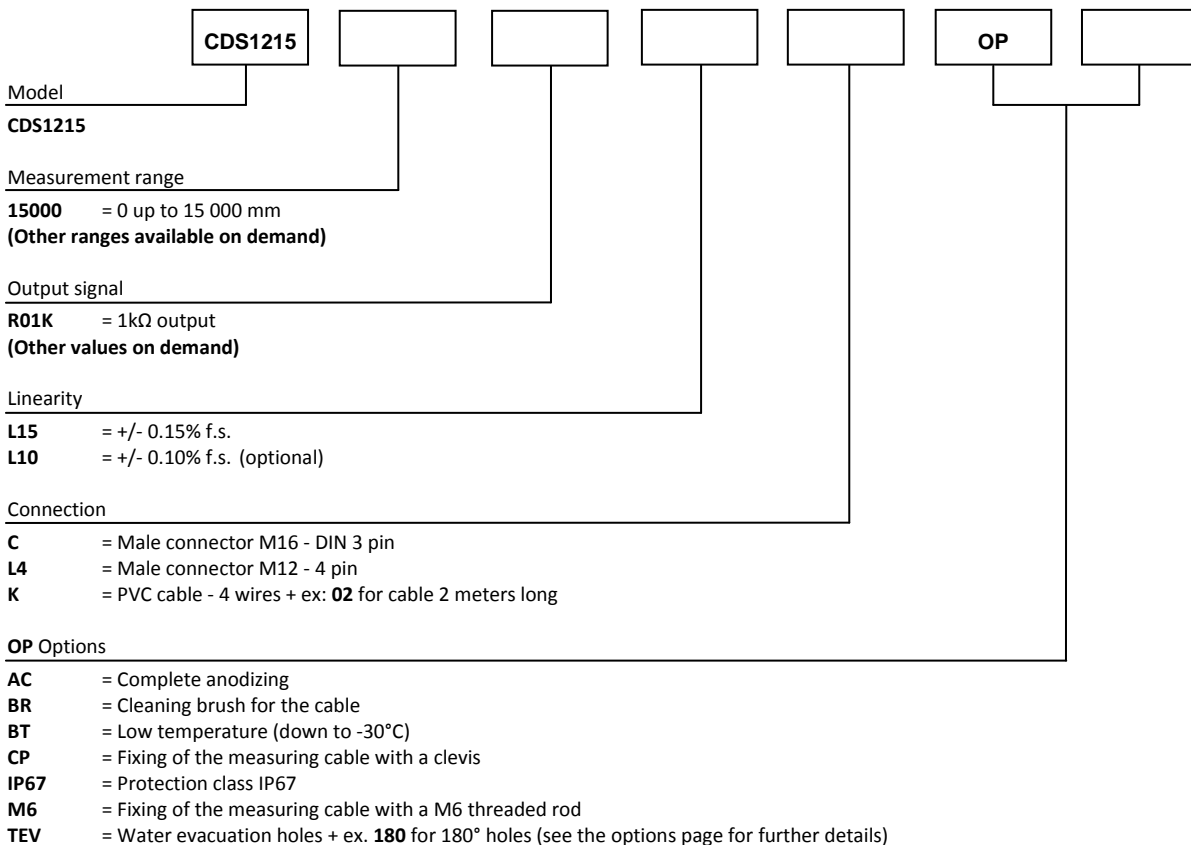 CDS1215 OP
Model
CDS1215
Measurement range
15000 = 0 up to 15 000 mm
(Other ranges available on demand)
Output signal
R01K = 1kΩ output
(Other values on demand)
Linearity
L15 = +/- 0.15% f.s.
L10 = +/- 0.10% f.s. (optional)
Connection
C = Male connector M16 - DIN 3 pin
L4 = Male connector M12 - 4 pin
K = PVC cable - 4 wires + ex: 02 for cable 2 meters long
OP Options
AC = Complete anodizing
BR = Cleaning brush for the cable
BT = Low temperature (down to -30°C)
CP = Fixing of the measuring cable with a clevis
IP67 = Protection class IP67
M6 = Fixing of the measuring cable with a M6 threaded rod
TEV = Water evacuation holes + ex. 180 for 180° holes (see the options page for further details)